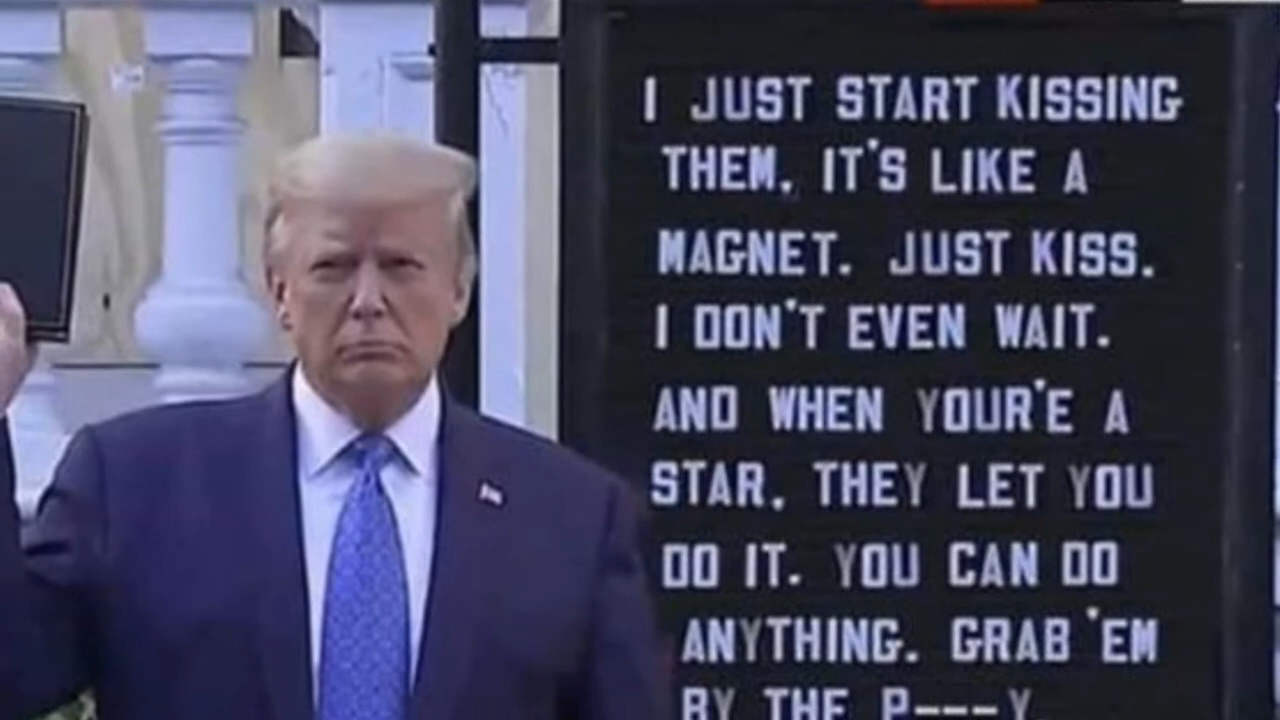 I JUST START KISSING
THEM, IT'S LIKE A
MAGNET. JUST KISS.
I DON'T EVEN WAIT.
AND WHEN YOUR'E A
STAR, THEY LET YOU
DO IT. YOU CAN DO
ANYTHING. GRAB 'EM
BY THE P---Y